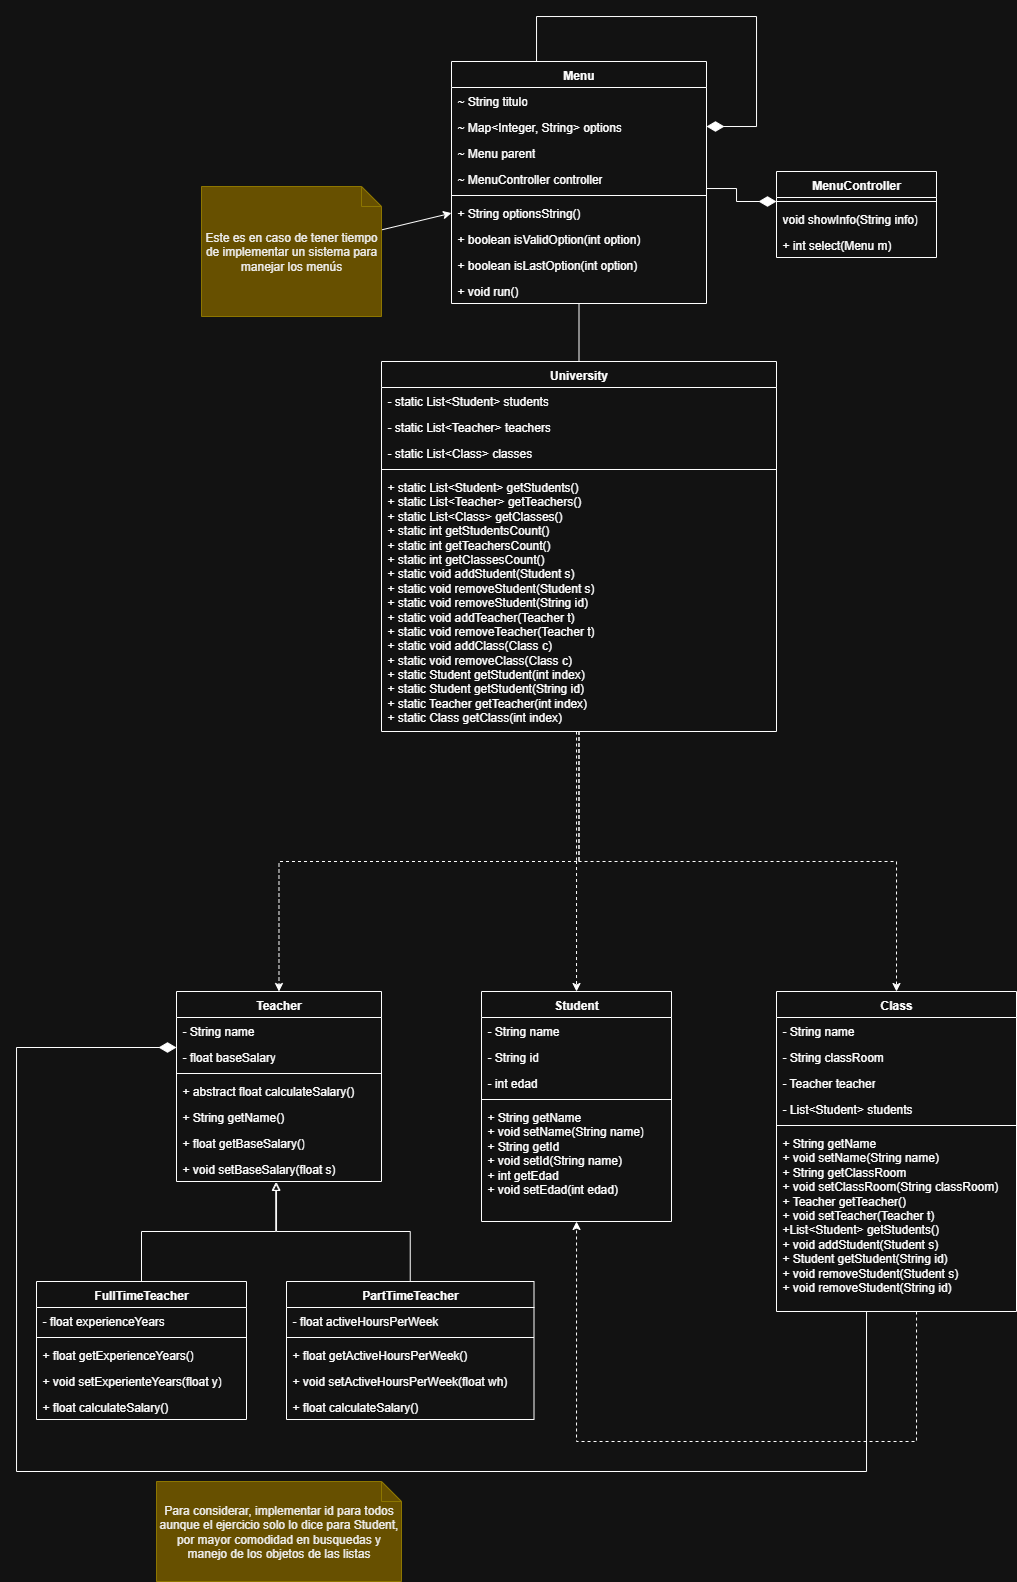 Menu
~ String titulo
~ Map<Integer, String> options
~ Menu parent
~ MenuController controller
+ String optionsString()
+ boolean isValidOption(int option)
+ boolean isLastOption(int option)
+ void run()
MenuController
void showInfo(String info)
+ int select(Menu m)
Este es en caso de tener tiempo
de implementar un sistema para
manejar los menús
University
- static List<Student> students
- static List<Teacher> teachers
- static List<Class> classes
+ static List<Student> getStudents()
+ static List<Teacher> getTeachers()
+ static List<Class> getClasses()
+ static int getStudentsCount()
+ static int getTeachersCount()
+ static int getClassesCount()
+ static void addStudent(Student s)
+ static void removeStudent(Student s)
+ static void removeStudent(String id)
+ static void addTeacher(Teacher t)
+ static void removeTeacher(Teacher t)
+ static void addClass(Class c)
+ static void removeClass(Class c)
+ static Student getStudent(int index)
+ static Student getStudent(String id)
+ static Teacher getTeacher(int index)
+ static Class getClass(int index)
Teacher
- String name
- float baseSalary
+ abstract float calculateSalary()
+ String getName()
+ float getBaseSalary()
+ void setBaseSalary(float s)
Student
- String name
- String id
- int edad
+ String getName
+ void setName(String name)
+ String getId
+ void setId(String name)
+ int getEdad
+ void setEdad(int edad)
Class
- String name
- String classRoom
- Teacher teacher
- List<Student> students
+ String getName
+ void setName(String name)
+ String getClassRoom
+ void setClassRoom(String classRoom)
+ Teacher getTeacher()
+ void setTeacher(Teacher t)
+List<Student> getStudents()
+ void addStudent(Student s)
+ Student getStudent(String id)
+ void removeStudent(Student s)
+ void removeStudent(String id)
FullTimeTeacher
- float experienceYears
+ float getExperienceYears()
+ void setExperienteYears(float y)
+ float calculateSalary()
PartTimeTeacher
- float activeHoursPerWeek
+ float getActiveHoursPerWeek()
+ void setActiveHoursPerWeek(float wh)
+ float calculateSalary()
Para considerar, implementar id para todos
aunque el ejercicio solo lo dice para Student,
por mayor comodidad en busquedas y
manejo de los objetos de las listas